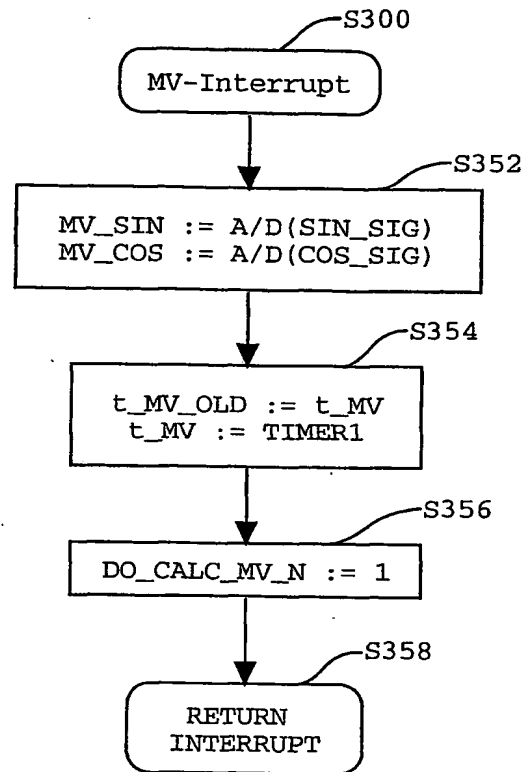 S300
MV-Interrupt
S352
MV_SIN := A/D(SIN_SIG)
MV_COS := A/D(COS_SIG)
S354
t_MV_OLD := t_MV
t_MV := TIMER1
S356
DO_CALC_MV_N := 1
S358
RETURN
INTERRUPT